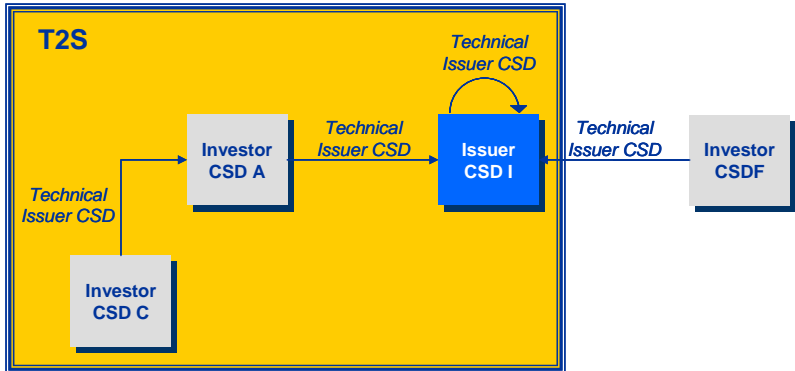 T2S
Technical
Issuer CSD
Investor
CSD A
Technical
Issuer CSD
Issuer
CSD I
Technical
Issuer CSD
Investor
CSDF
Technical
Issuer CSD
Investor
CSD C